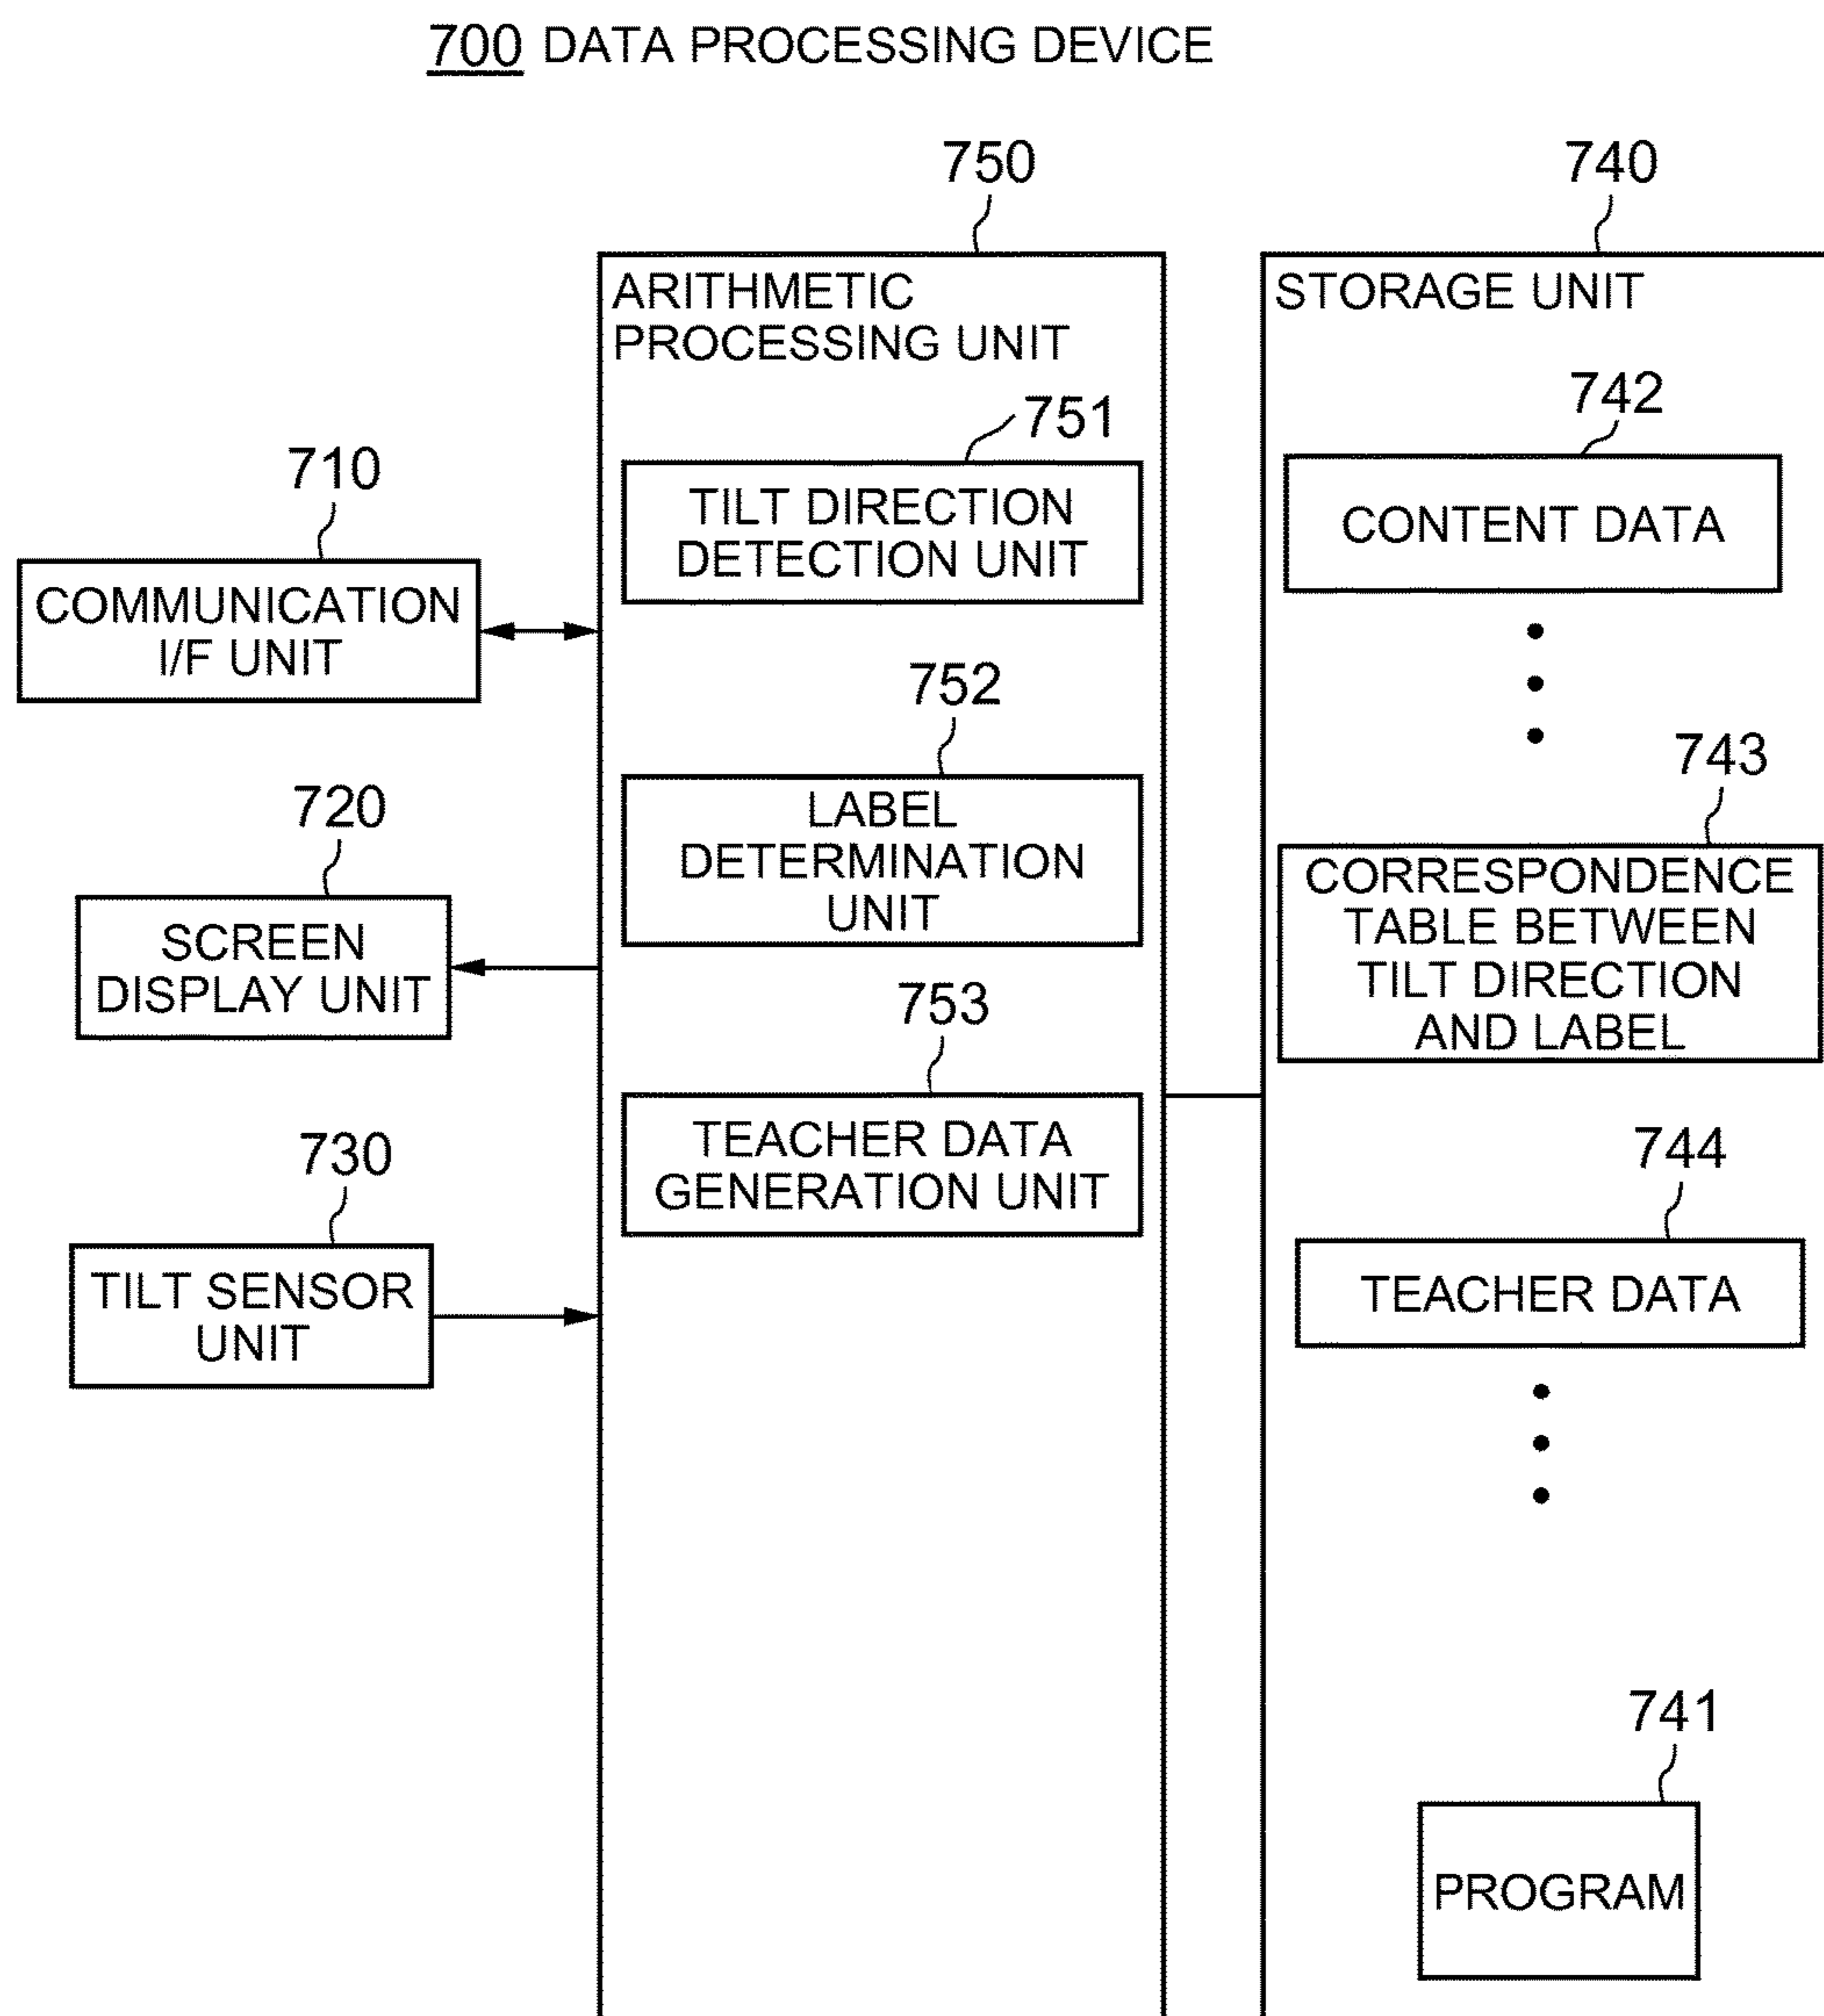 700 DATA PROCESSING DEVICE
750
ARITHMETIC
PROCESSING UNIT
751
TILT DIRECTION
DETECTION UNIT
752
LABEL
DETERMINATION
UNIT
753
TEACHER DATA
GENERATION UNIT
710
COMMUNICATION
I/F UNIT
720
SCREEN
DISPLAY UNIT
730
TILT SENSOR
UNIT
740
STORAGE UNIT
742
CONTENT DATA
743
CORRESPONDENCE
TABLE BETWEEN
TILT DIRECTION
AND LABEL
744
TEACHER DATA
741
PROGRAM